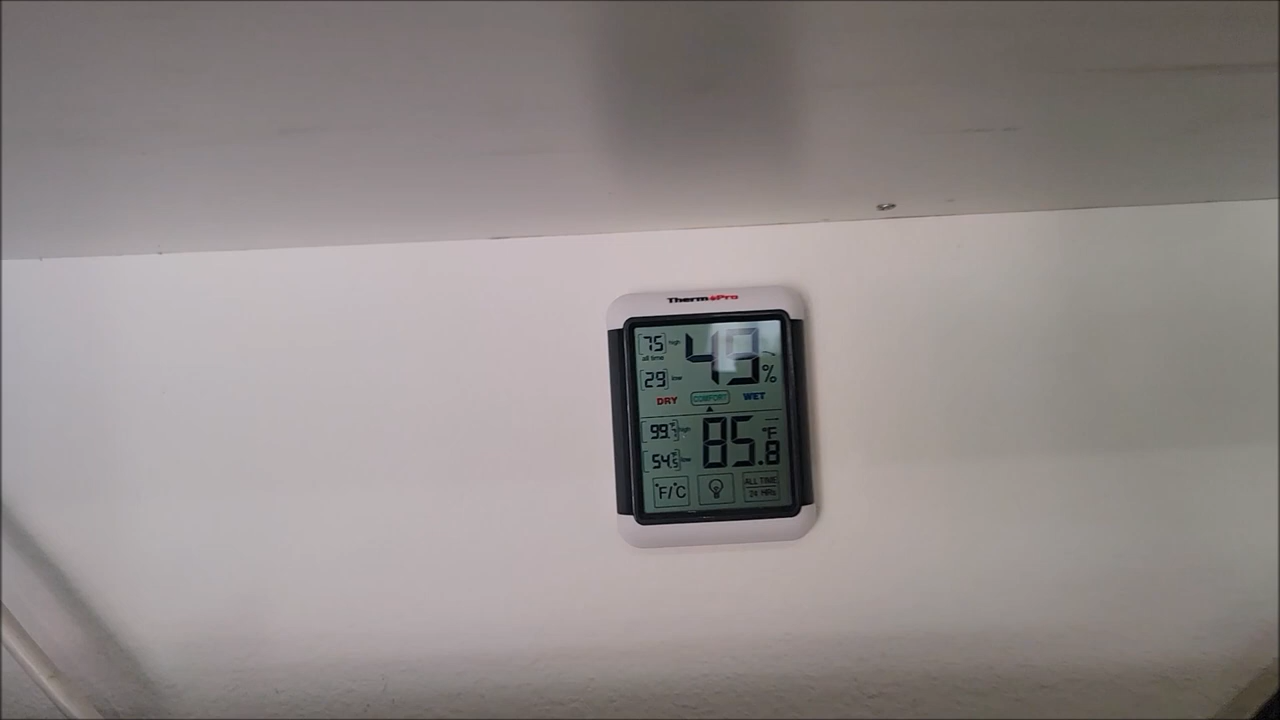 ThermoPro
75 high 49 %
all time
29 low
DRY COMFORT WET
99.7 °F high 85.8 °F
54.5 °F low
°F/°C ALL TIME
24 HRs